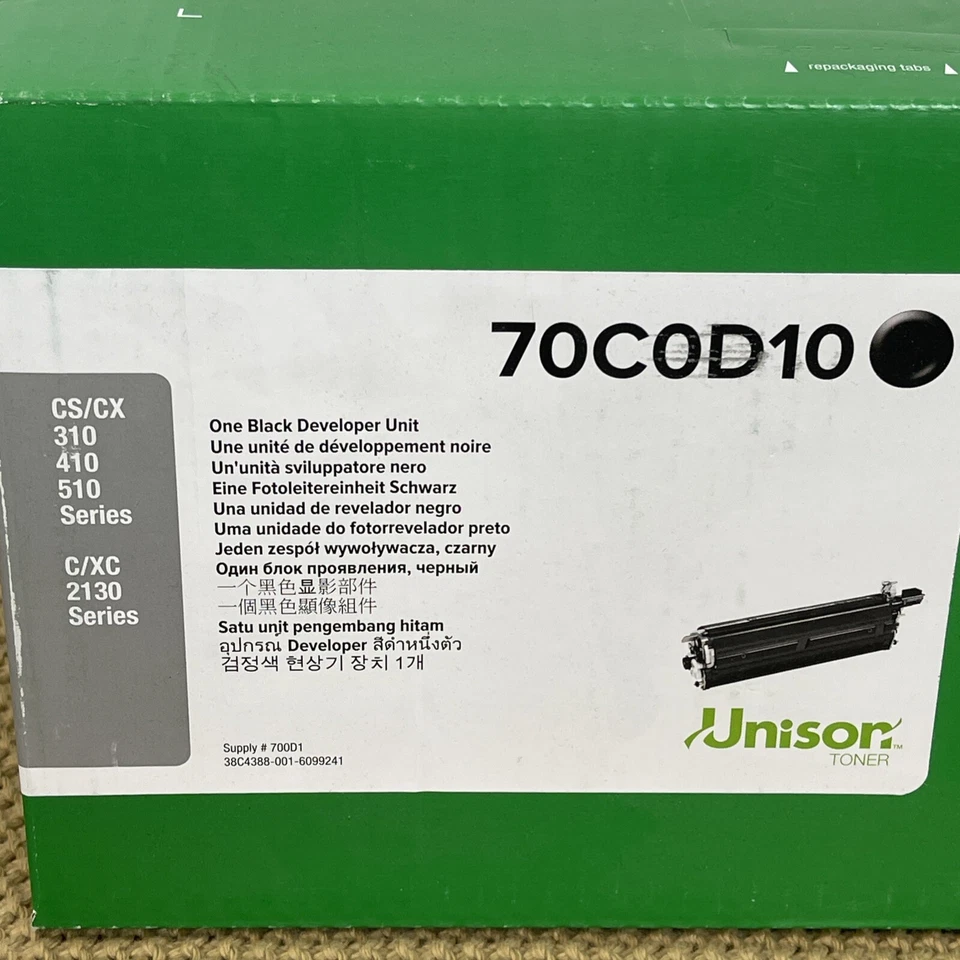 repackaging tabs
70C0D10
CS/CX
310
410
510
Series
C/XC
2130
Series
One Black Developer Unit
Une unité de développement noire
Un'unità sviluppatore nero
Eine Fotoleitereinheit Schwarz
Una unidad de revelador negro
Uma unidade do fotorrevelador preto
Jeden zespół wywoływacza, czarny
Один блок проявления, черный
一个黑色显影部件
一個黑色顯像組件
Satu unit pengembang hitam
อุปกรณ์ Developer สีดำหนึ่งตัว
검정색 현상기 장치 1개
Supply # 700D1
38C4388-001-6099241
Unison™
TONER